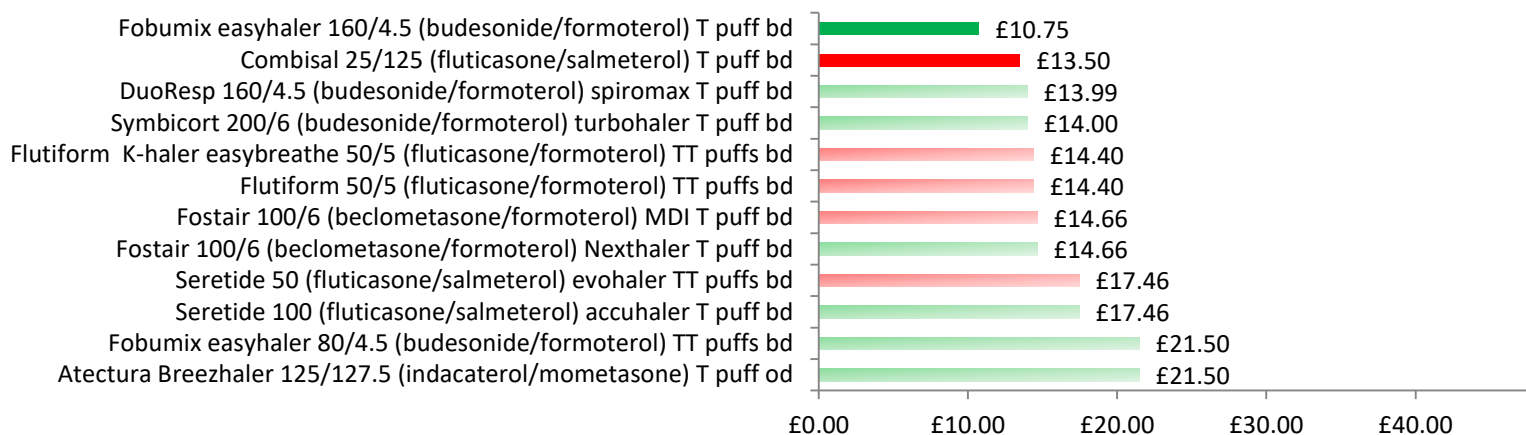 Fobumix easyhaler 160/4.5 (budesonide/formoterol) T puff bd £10.75
Combisal 25/125 (fluticasone/salmeterol) T puff bd £13.50
DuoResp 160/4.5 (budesonide/formoterol) spiromax T puff bd £13.99
Symbicort 200/6 (budesonide/formoterol) turbohaler T puff bd £14.00
Flutiform  K-haler easybreathe 50/5 (fluticasone/formoterol) TT puffs bd £14.40
Flutiform 50/5 (fluticasone/formoterol) TT puffs bd £14.40
Fostair 100/6 (beclometasone/formoterol) MDI T puff bd £14.66
Fostair 100/6 (beclometasone/formoterol) Nexthaler T puff bd £14.66
Seretide 50 (fluticasone/salmeterol) evohaler TT puffs bd £17.46
Seretide 100 (fluticasone/salmeterol) accuhaler T puff bd £17.46
Fobumix easyhaler 80/4.5 (budesonide/formoterol) TT puffs bd £21.50
Atectura Breezhaler 125/127.5 (indacaterol/mometasone) T puff od £21.50
£0.00 £10.00 £20.00 £30.00 £40.00